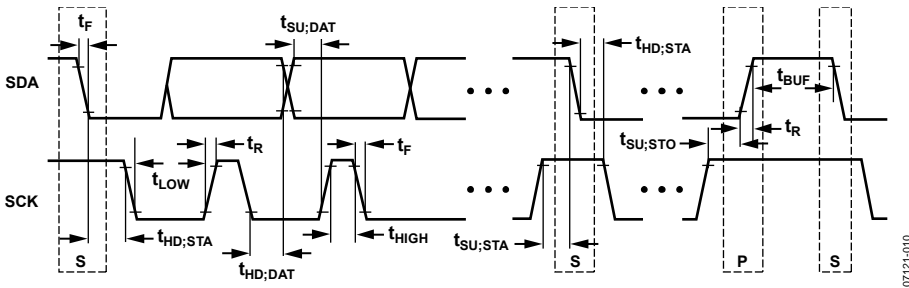 tF
tSU;DAT
tHD;STA
SDA
tBUF
tR
tF
tSU;STO
tR
tLOW
SCK
tHD;STA
tHIGH
tSU;STA
tHD;DAT
S
S
P
S
07121-010